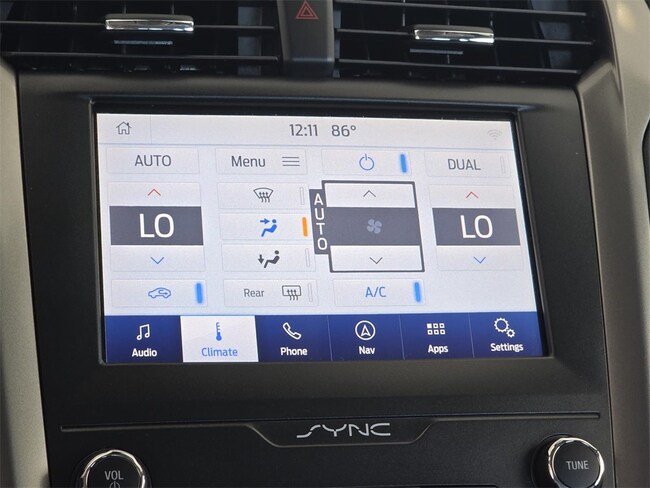 12:11 86°
AUTO Menu DUAL
LO AUTO LO
Rear A/C
Audio Climate Phone Nav Apps Settings
SYNC
VOL TUNE